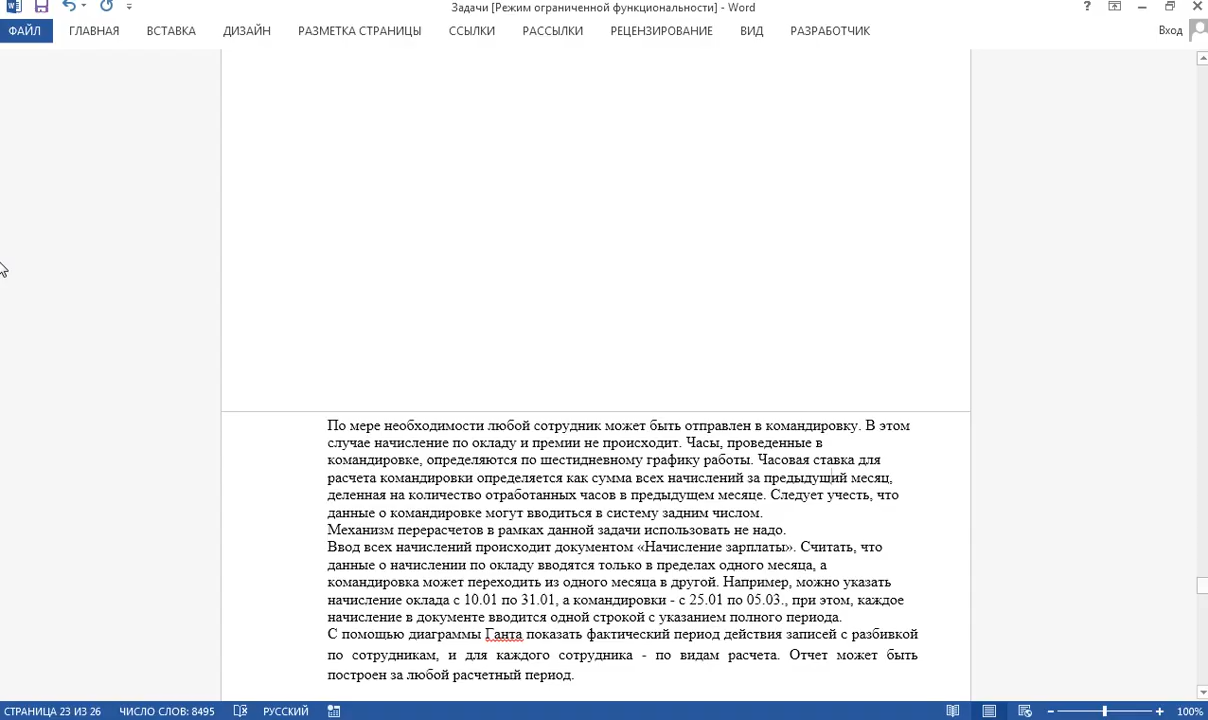 Задачи [Режим ограниченной функциональности] - Word
?
ФАЙЛ ГЛАВНАЯ ВСТАВКА ДИЗАЙН РАЗМЕТКА СТРАНИЦЫ ССЫЛКИ РАССЫЛКИ РЕЦЕНЗИРОВАНИЕ ВИД РАЗРАБОТЧИК Вход
По мере необходимости любой сотрудник может быть отправлен в командировку. В этом
случае начисление по окладу и премии не происходит. Часы, проведенные в
командировке, определяются по шестидневному графику работы. Часовая ставка для
расчета командировки определяется как сумма всех начислений за предыдущий месяц,
деленная на количество отработанных часов в предыдущем месяце. Следует учесть, что
данные о командировке могут вводиться в систему задним числом.
Механизм перерасчетов в рамках данной задачи использовать не надо.
Ввод всех начислений происходит документом «Начисление зарплаты». Считать, что
данные о начислении по окладу вводятся только в пределах одного месяца, а
командировка может переходить из одного месяца в другой. Например, можно указать
начисление оклада с 10.01 по 31.01, а командировки - с 25.01 по 05.03., при этом, каждое
начисление в документе вводится одной строкой с указанием полного периода.
С помощью диаграммы Ганта показать фактический период действия записей с разбивкой
по сотрудникам, и для каждого сотрудника - по видам расчета. Отчет может быть
построен за любой расчетный период.
СТРАНИЦА 23 ИЗ 26 ЧИСЛО СЛОВ: 8495 РУССКИЙ 100%